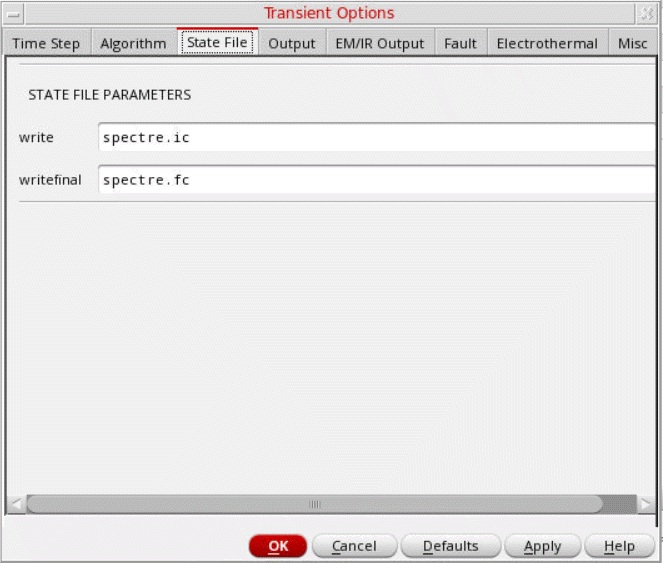 Transient Options
Time Step Algorithm State File Output EM/IR Output Fault Electrothermal Misc
STATE FILE PARAMETERS
write spectre.ic
writefinal spectre.fc
OK Cancel Defaults Apply Help